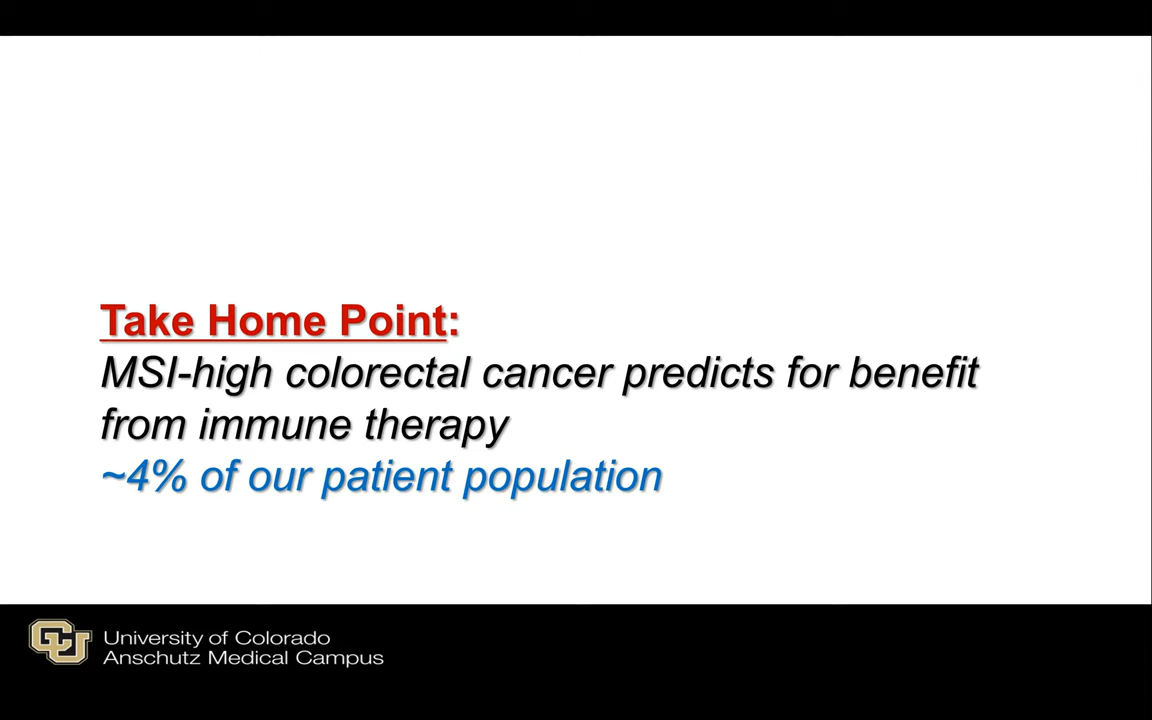 Take Home Point:
MSI-high colorectal cancer predicts for benefit
from immune therapy
~4% of our patient population
University of Colorado
Anschutz Medical Campus